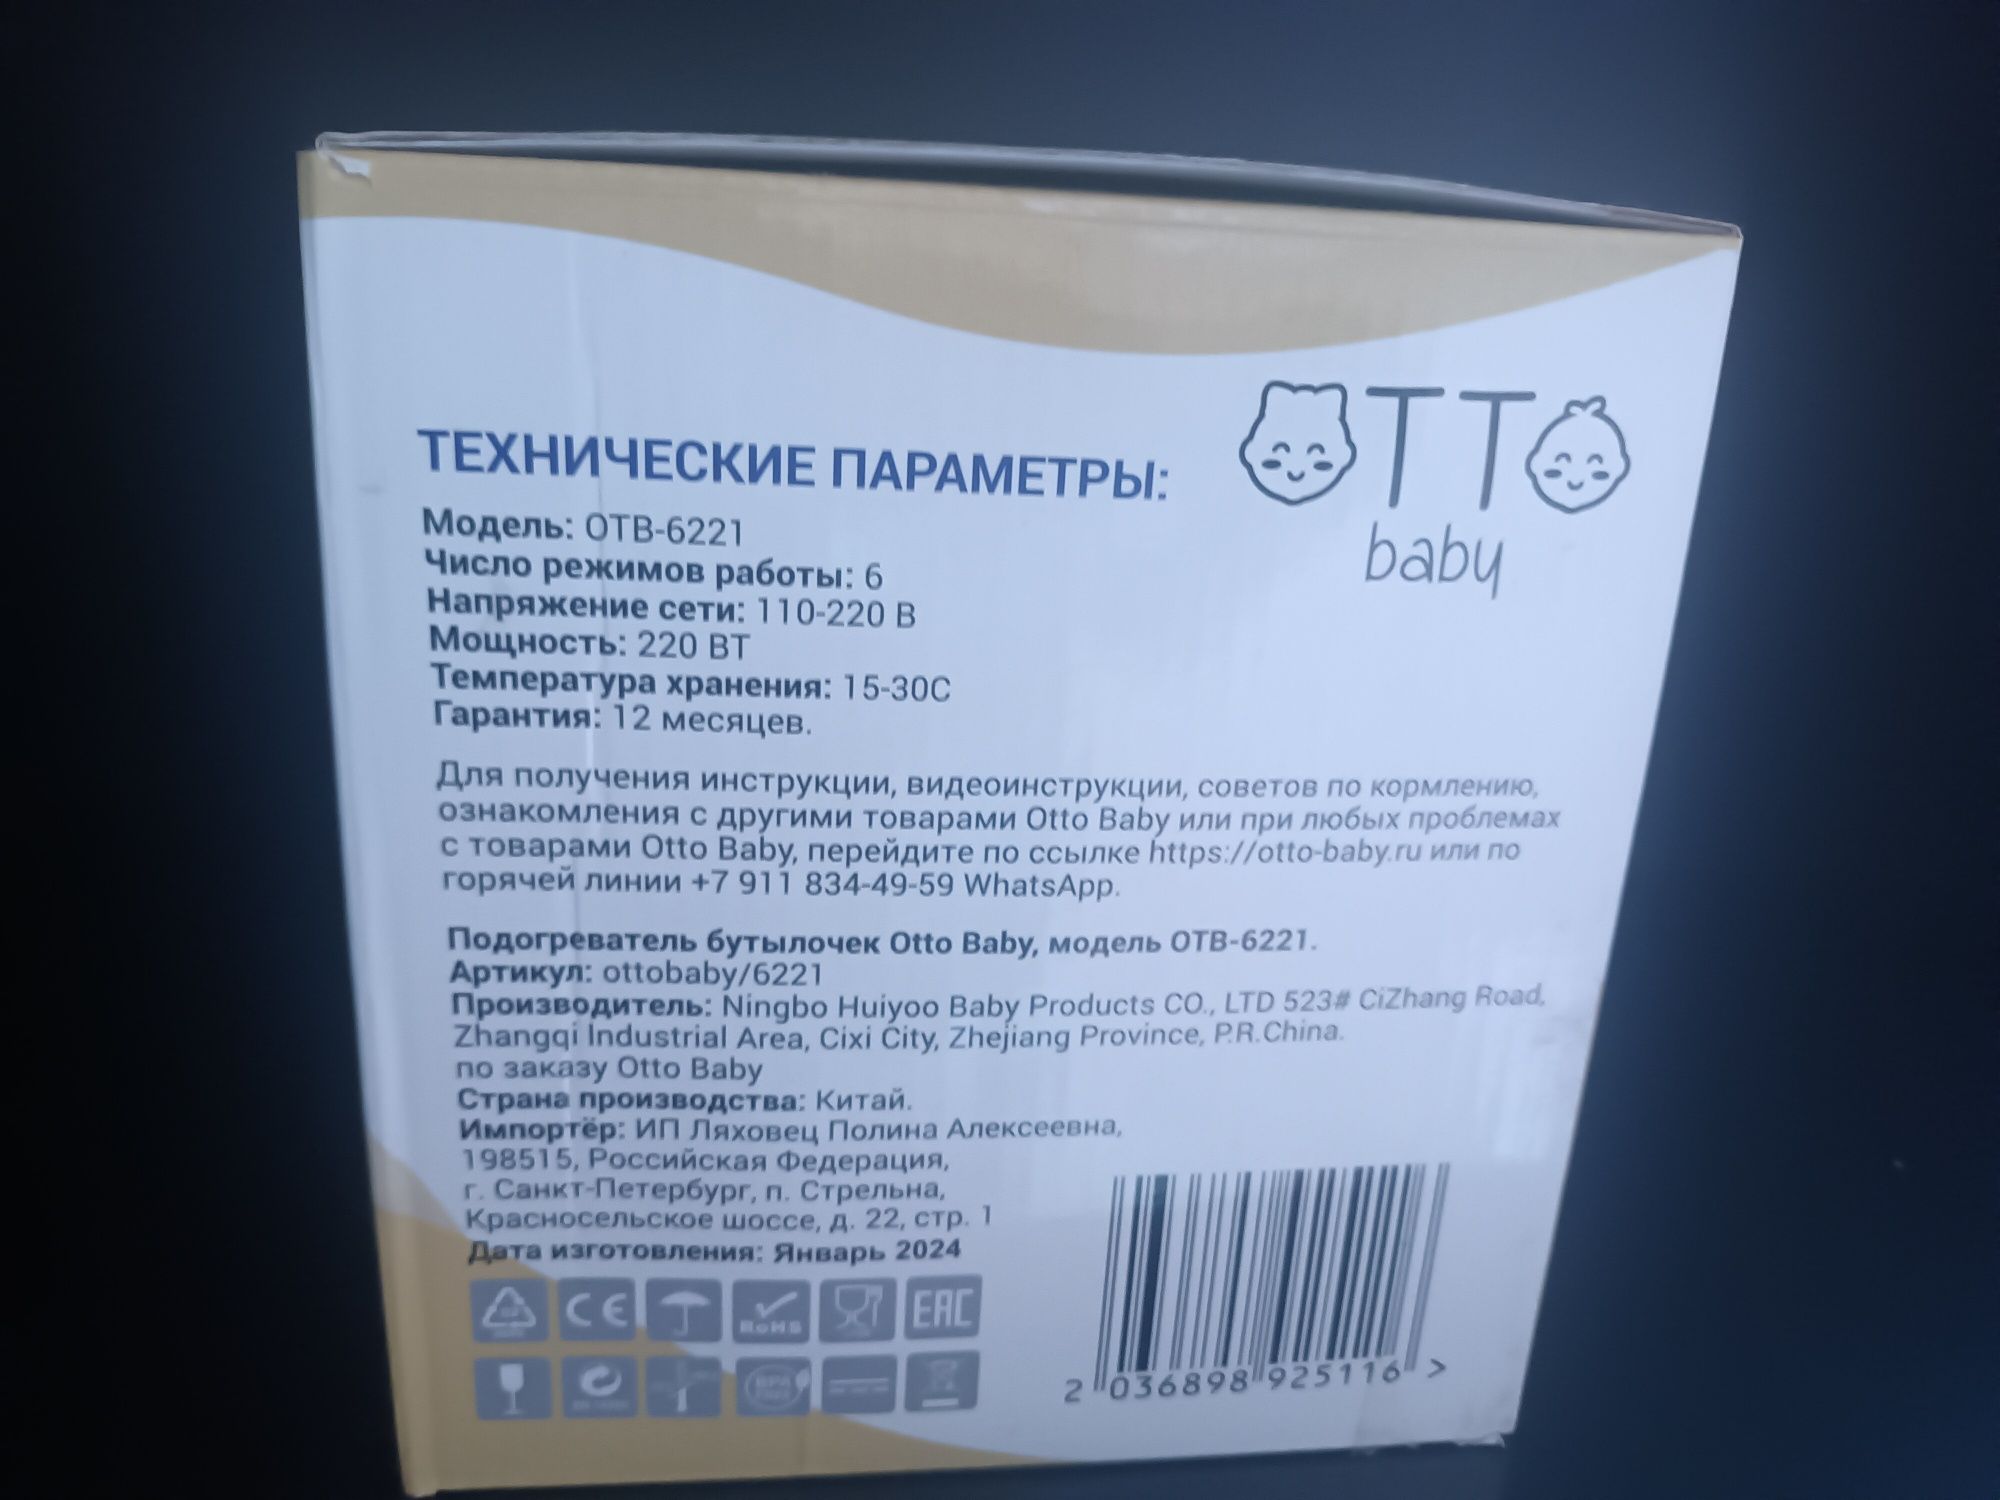 OTTO
baby
ТЕХНИЧЕСКИЕ ПАРАМЕТРЫ:
Модель: ОТВ-6221
Число режимов работы: 6
Напряжение сети: 110-220 В
Мощность: 220 ВТ
Температура хранения: 15-30С
Гарантия: 12 месяцев.
Для получения инструкции, видеоинструкции, советов по кормлению,
ознакомления с другими товарами Otto Baby или при любых проблемах
с товарами Otto Baby, перейдите по ссылке https://otto-baby.ru или по
горячей линии +7 911 834-49-59 WhatsApp.
Подогреватель бутылочек Otto Baby, модель ОТВ-6221.
Артикул: ottobaby/6221
Производитель: Ningbo Huiyoo Baby Products CO., LTD 523# CiZhang Road,
Zhangqi Industrial Area, Cixi City, Zhejiang Province, P.R.China.
по заказу Otto Baby
Страна производства: Китай.
Импортёр: ИП Ляховец Полина Алексеевна,
198515, Российская Федерация,
г. Санкт-Петербург, п. Стрельна,
Красносельское шоссе, д. 22, стр. 1
Дата изготовления: Январь 2024
CE RoHS EAC
BPA
2 036898 925116 >